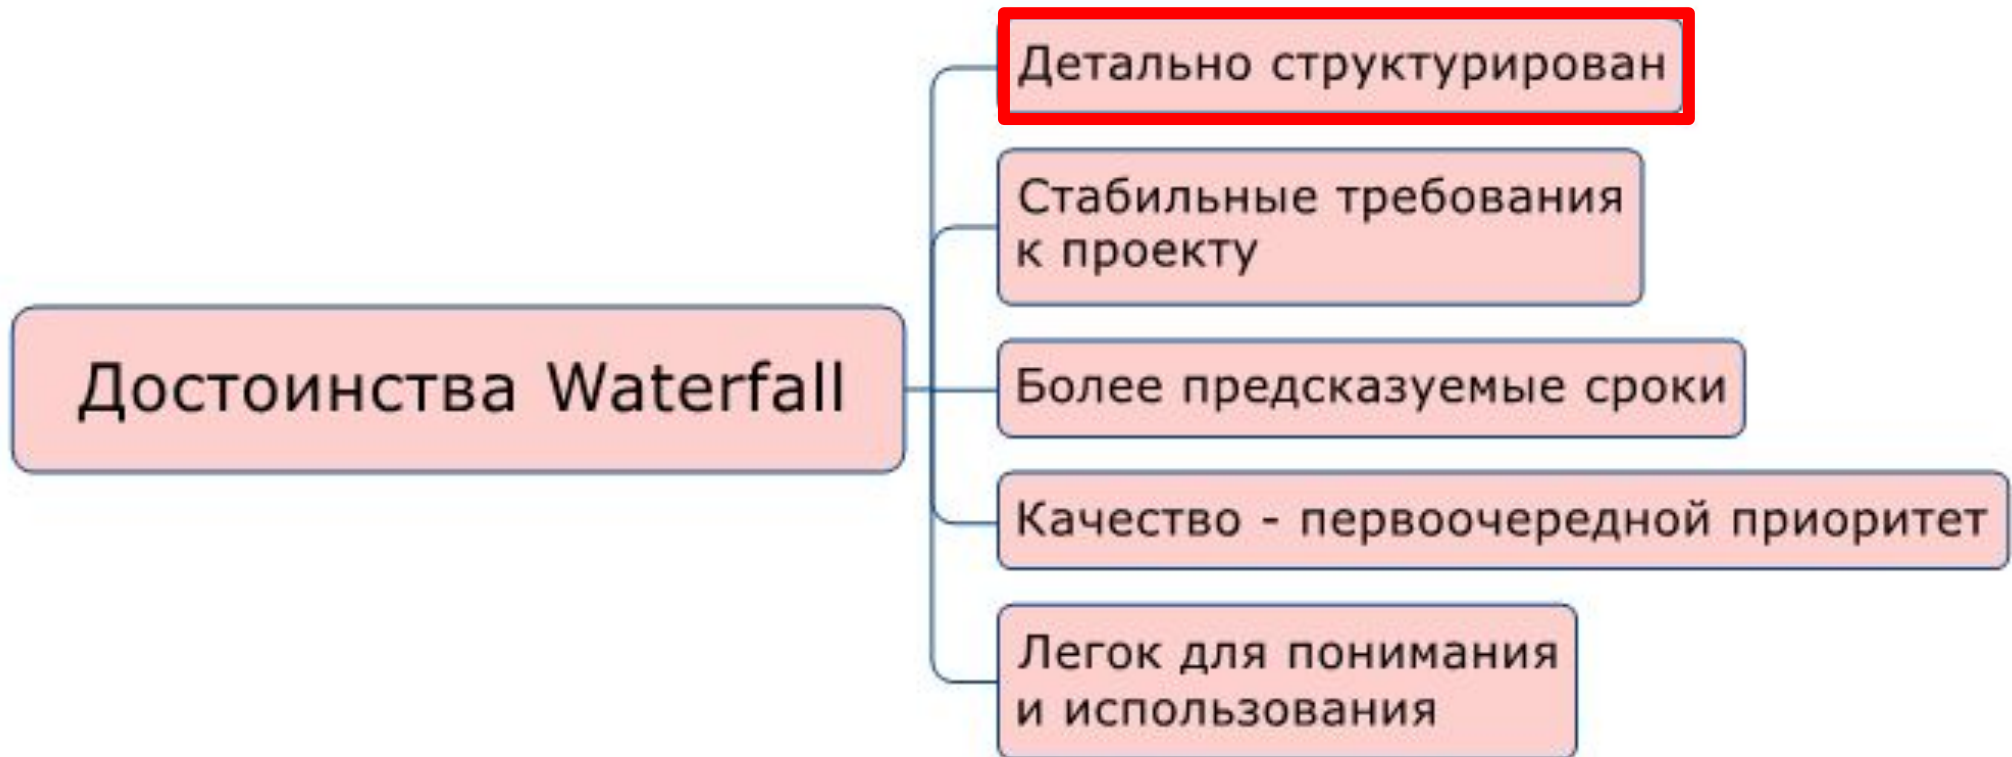 Достоинства Waterfall
Детально структурирован
Стабильные требования
к проекту
Более предсказуемые сроки
Качество - первоочередной приоритет
Легок для понимания
и использования